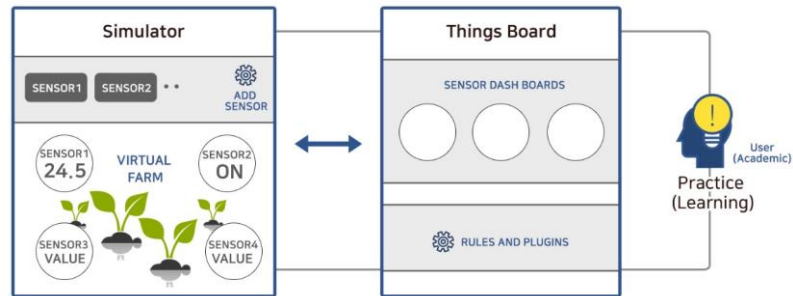 Simulator
SENSOR1
SENSOR2
ADD
SENSOR
SENSOR1
24.5
VIRTUAL
FARM
SENSOR2
ON
SENSOR3
VALUE
SENSOR4
VALUE
Things Board
SENSOR DASH BOARDS
RULES AND PLUGINS
!
User
(Academic)
Practice
(Learning)